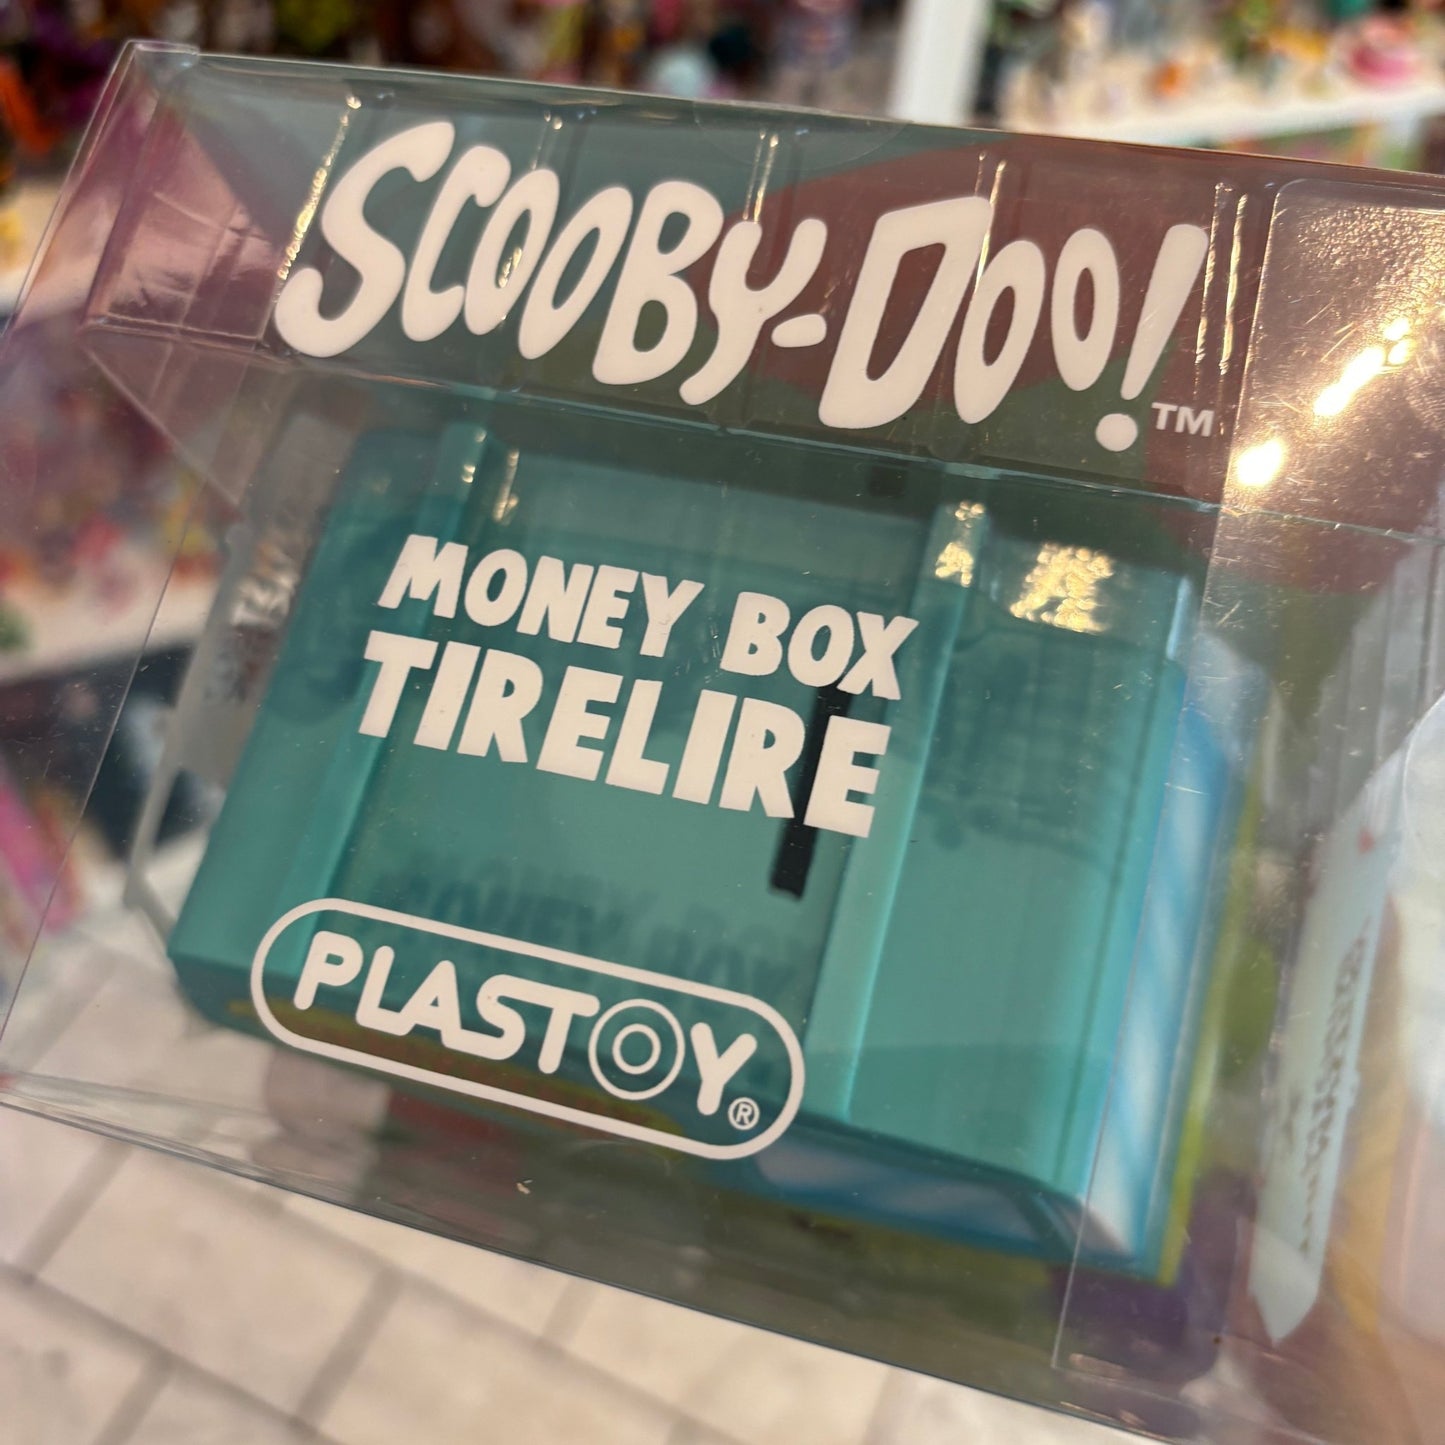 SCOOBY-DOO!™
MONEY BOX
TIRELIRE
PLASTOY®